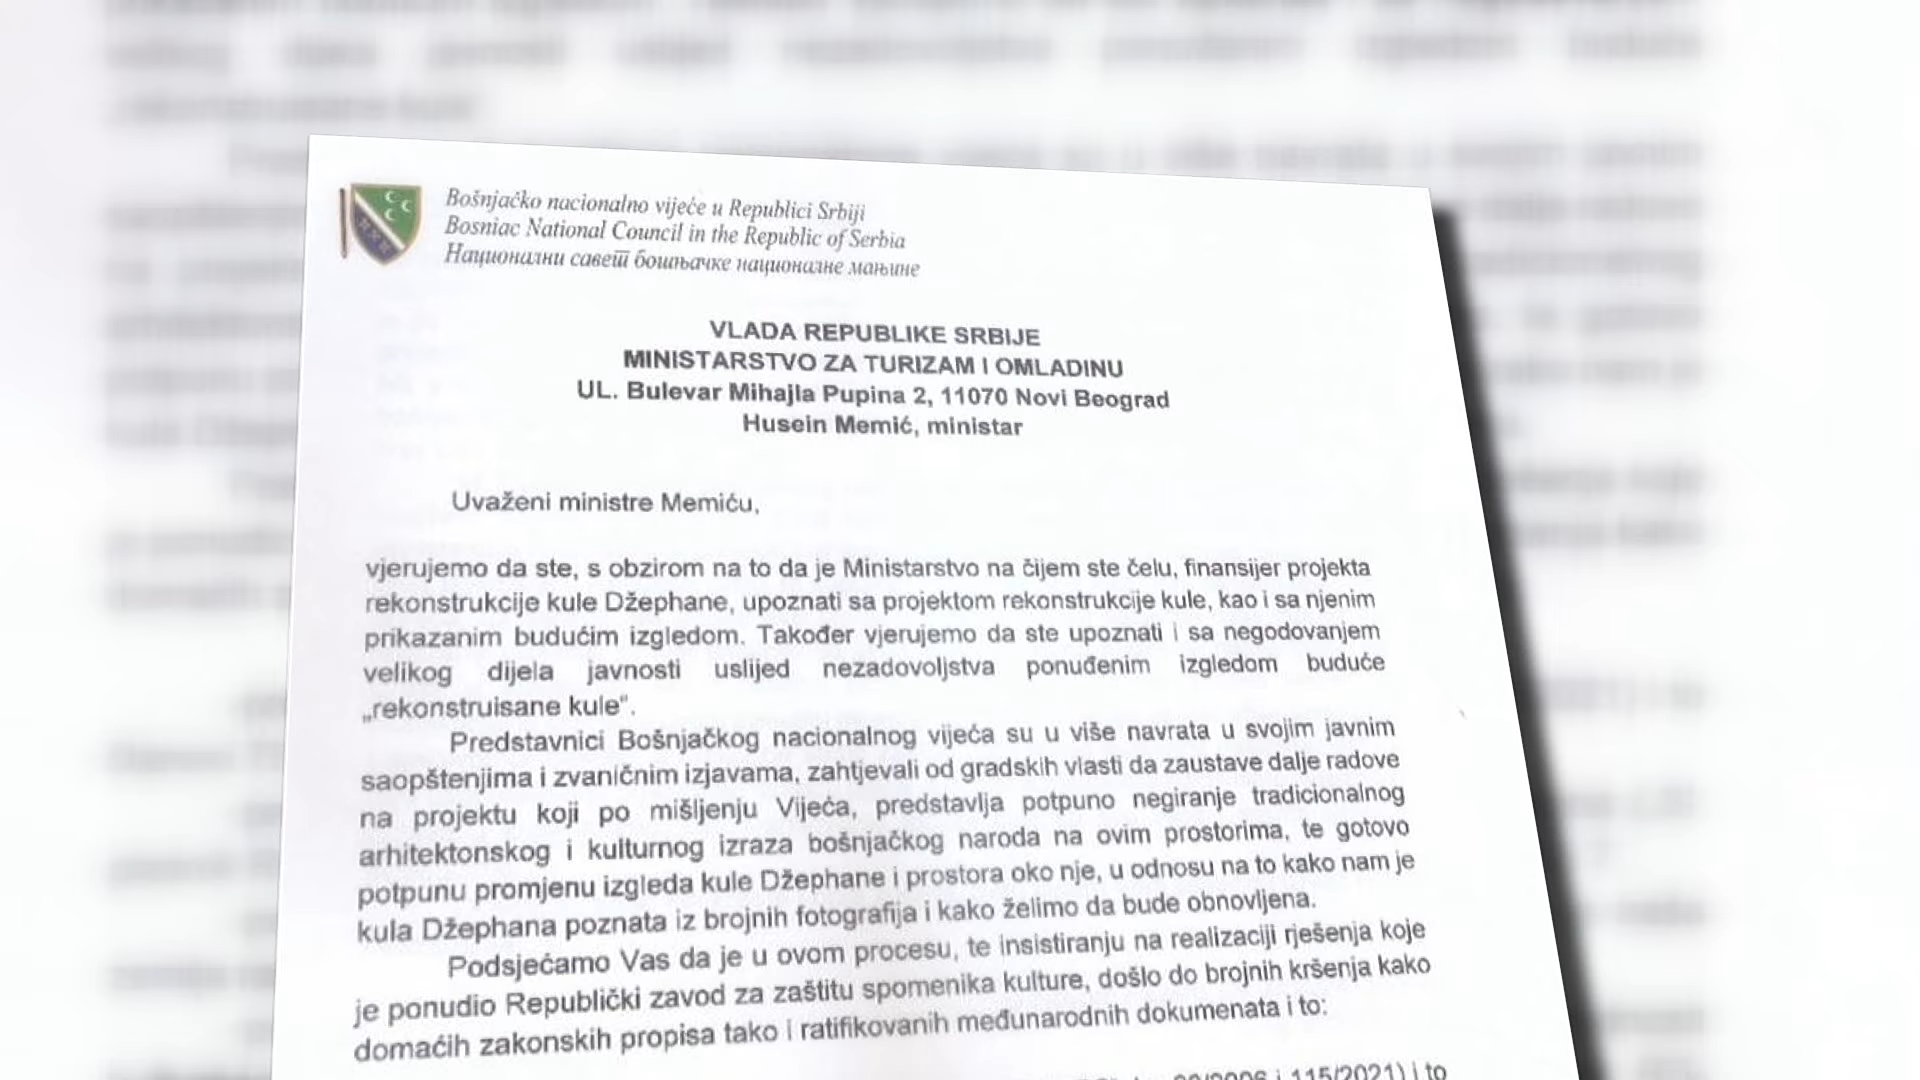 Bošnjačko nacionalno vijeće u Republici Srbiji
Bosniac National Council in the Republic of Serbia
Национални савет бошњачке националне мањине
VLADA REPUBLIKE SRBIJE
MINISTARSTVO ZA TURIZAM I OMLADINU
UL. Bulevar Mihajla Pupina 2, 11070 Novi Beograd
Husein Memić, ministar
Uvaženi ministre Memiću,
vjerujemo da ste, s obzirom na to da je Ministarstvo na čijem ste čelu, finansijer projekta
rekonstrukcije kule Džephane, upoznati sa projektom rekonstrukcije kule, kao i sa njenim
prikazanim budućim izgledom. Također vjerujemo da ste upoznati i sa negodovanjem
velikog dijela javnosti uslijed nezadovoljstva ponuđenim izgledom buduće
„rekonstruisane kule“.
Predstavnici Bošnjačkog nacionalnog vijeća su u više navrata u svojim javnim
saopštenjima i zvaničnim izjavama, zahtjevali od gradskih vlasti da zaustave dalje radove
na projektu koji po mišljenju Vijeća, predstavlja potpuno negiranje tradicionalnog
arhitektonskog i kulturnog izraza bošnjačkog naroda na ovim prostorima, te gotovo
potpunu promjenu izgleda kule Džephane i prostora oko nje, u odnosu na to kako nam je
kula Džephana poznata iz brojnih fotografija i kako želimo da bude obnovljena.
Podsjećamo Vas da je u ovom procesu, te insistiranju na realizaciji rješenja koje
je ponudio Republički zavod za zaštitu spomenika kulture, došlo do brojnih kršenja kako
domaćih zakonskih propisa tako i ratifikovanih međunarodnih dokumenata i to:
i 115/2021) i to